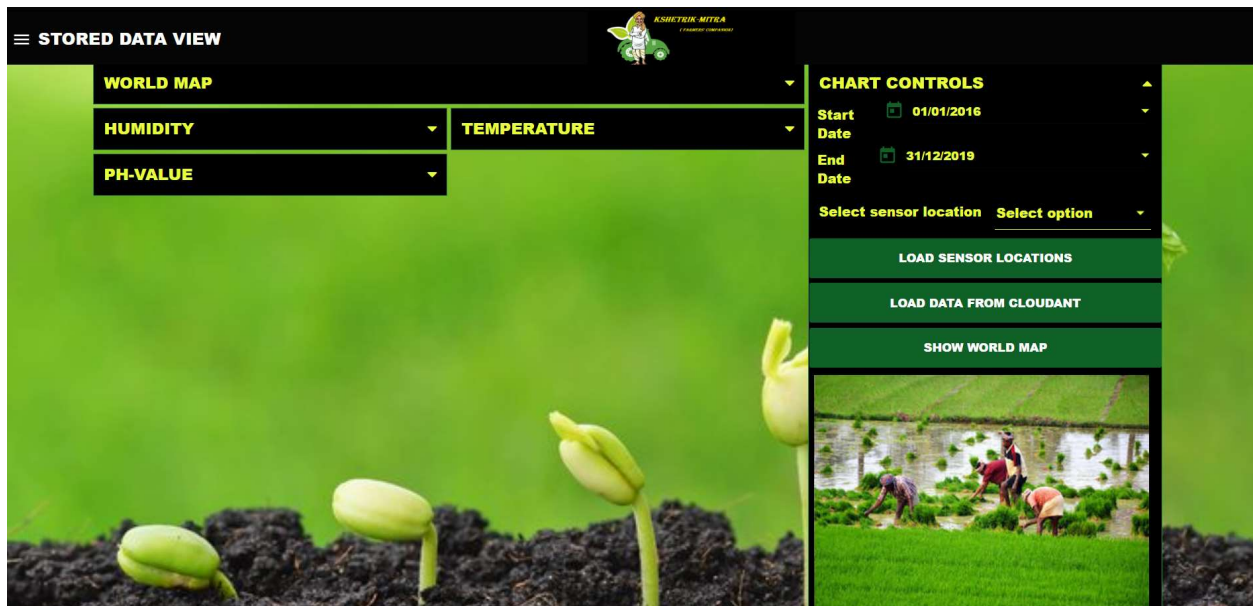 STORED DATA VIEW
KSHETRIK-MITRA
( FARMERS' COMPANION)
WORLD MAP
HUMIDITY
TEMPERATURE
PH-VALUE
CHART CONTROLS
Start
Date
01/01/2016
End
Date
31/12/2019
Select sensor location
Select option
LOAD SENSOR LOCATIONS
LOAD DATA FROM CLOUDANT
SHOW WORLD MAP